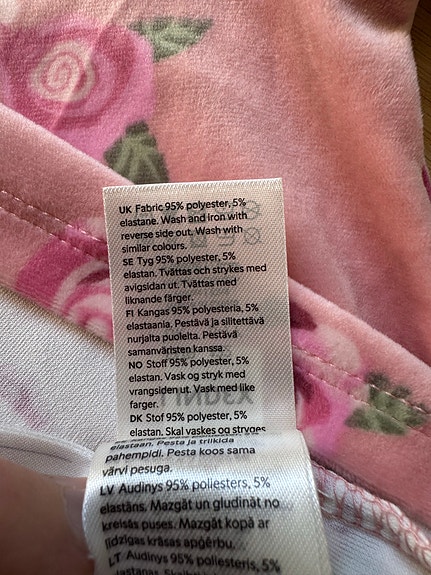 UK Fabric 95% polyester, 5%
elastane. Wash and iron with
reverse side out. Wash with
similar colours.
SE Tyg 95% polyester, 5%
elastan. Tvättas och strykes med
avigsidan ut. Tvättas med
liknande färger.
FI Kangas 95% polyesteria, 5%
elastaania. Pestävä ja silitettävä
nurjalta puolelta. Pestävä
samanväristen kanssa.
NO Stoff 95% polyester, 5%
elastan. Vask og stryk med
vrangsiden ut. Vask med like
farger.
DK Stof 95% polyester, 5%
elastan. Skal vaskes og stryges
elastaan. Pesta ja triikida
pahempidi. Pesta koos sama
värvi pesuga.
LV Audinys 95% poliesters, 5%
elastāns. Mazgāt un gludināt no
kreisās puses. Mazgāt kopā ar
līdzīgas krāsas apģērbu.
LT Audinys 95% poliesteris, 5%